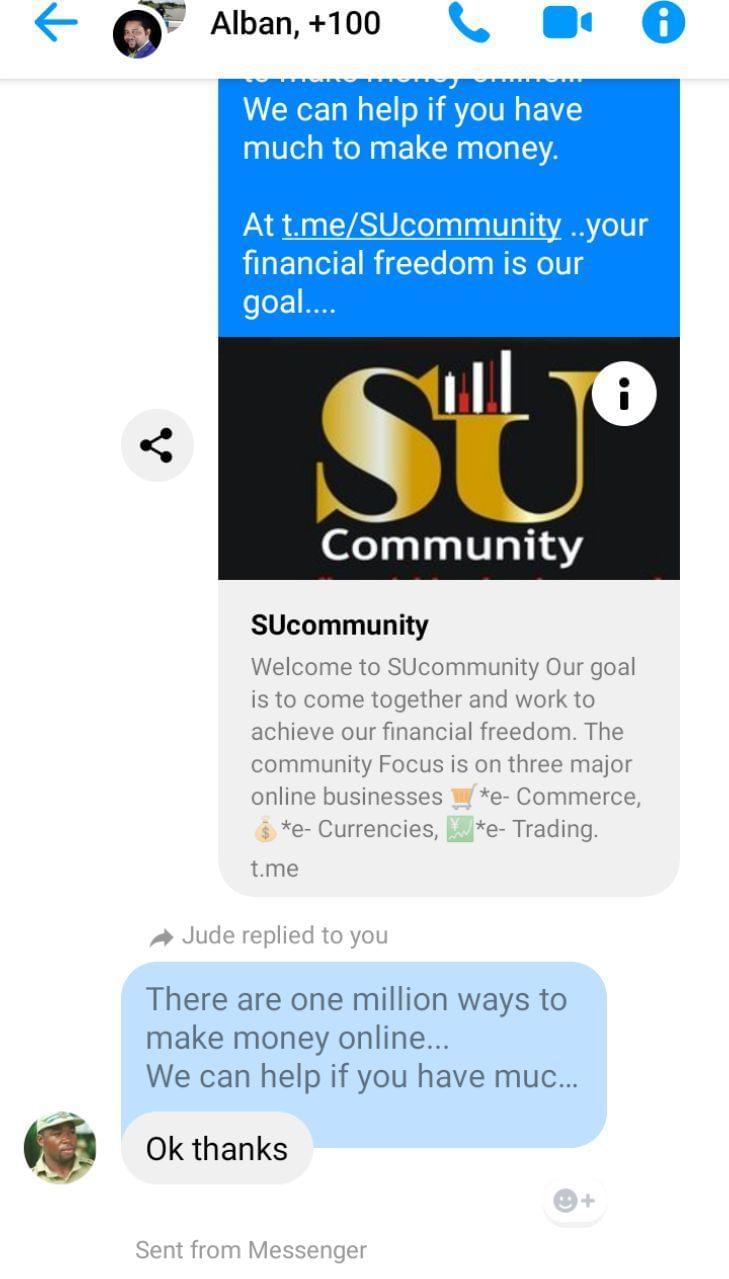 Alban, +100
to make money online...
We can help if you have
much to make money.
At t.me/SUcommunity ..your
financial freedom is our
goal....
SU
Community
SUcommunity
Welcome to SUcommunity Our goal
is to come together and work to
achieve our financial freedom. The
community Focus is on three major
online businesses 🛒*e- Commerce,
💰*e- Currencies, 💹*e- Trading.
t.me
Jude replied to you
There are one million ways to
make money online...
We can help if you have muc...
Ok thanks
Sent from Messenger